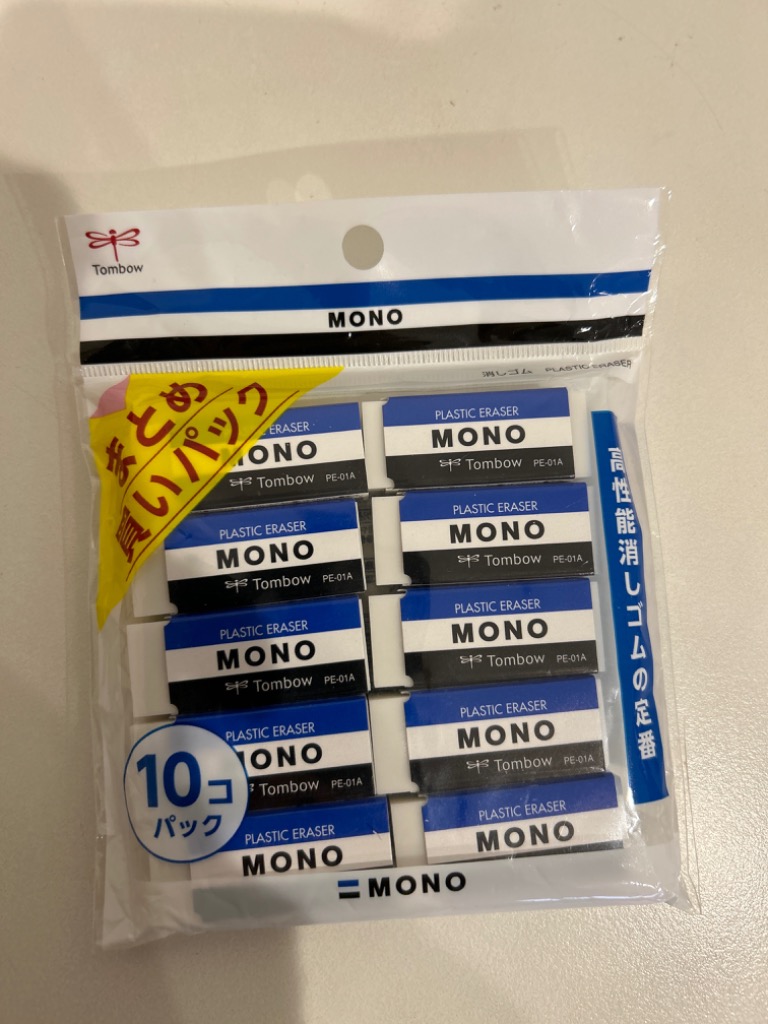 Tombow
MONO
消しゴム PLASTIC ERASER
まとめ
買いパック
ERASER
MONO
Tombow PE-01A
PLASTIC ERASER
MONO
Tombow PE-01A
PLASTIC ERASER
MONO
Tombow PE-01A
PLASTIC ERASER
MONO
Tombow PE-01A
PLASTIC ERASER
MONO
Tombow PE-01A
PLASTIC ERASER
MONO
Tombow PE-01A
PLASTIC ERASER
MONO
Tombow PE-01A
PLASTIC ERASER
MONO
Tombow PE-01A
PLASTIC ERASER
MONO
PLASTIC ERASER
MONO
高性能消しゴムの定番
10コ
パック
MONO